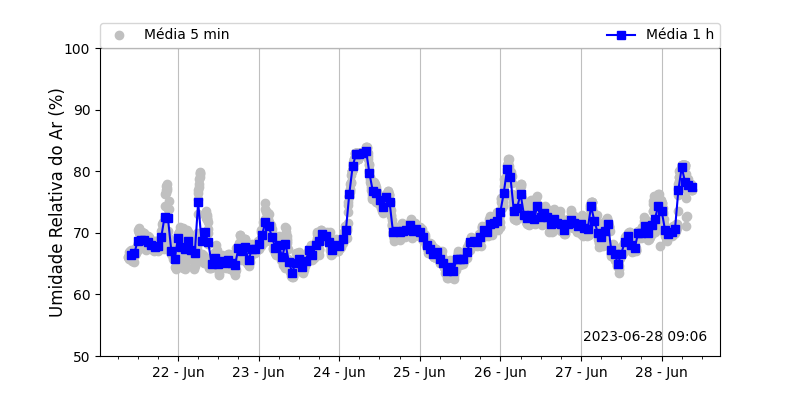 Média 5 min
Média 1 h
100
90
80
70
60
50
Umidade Relativa do Ar (%)
2023-06-28 09:06
22 - Jun
23 - Jun
24 - Jun
25 - Jun
26 - Jun
27 - Jun
28 - Jun